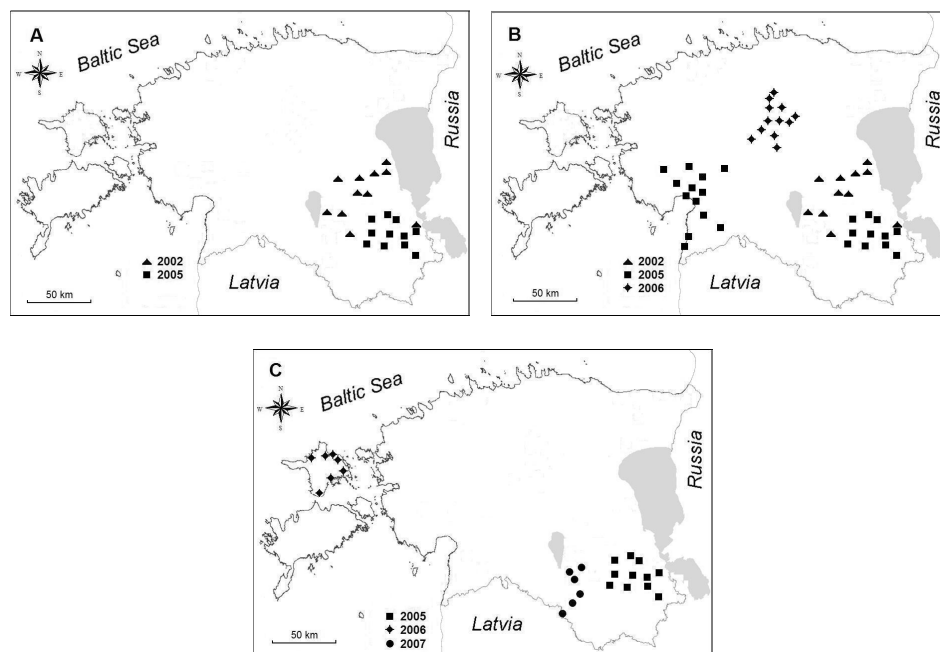 A
Baltic Sea
N
W E
S
Russia
Latvia
2002
2005
50 km
B
Baltic Sea
N
W E
S
Russia
Latvia
2002
2005
2006
50 km
C
Baltic Sea
N
W E
S
Russia
Latvia
2005
2006
2007
50 km